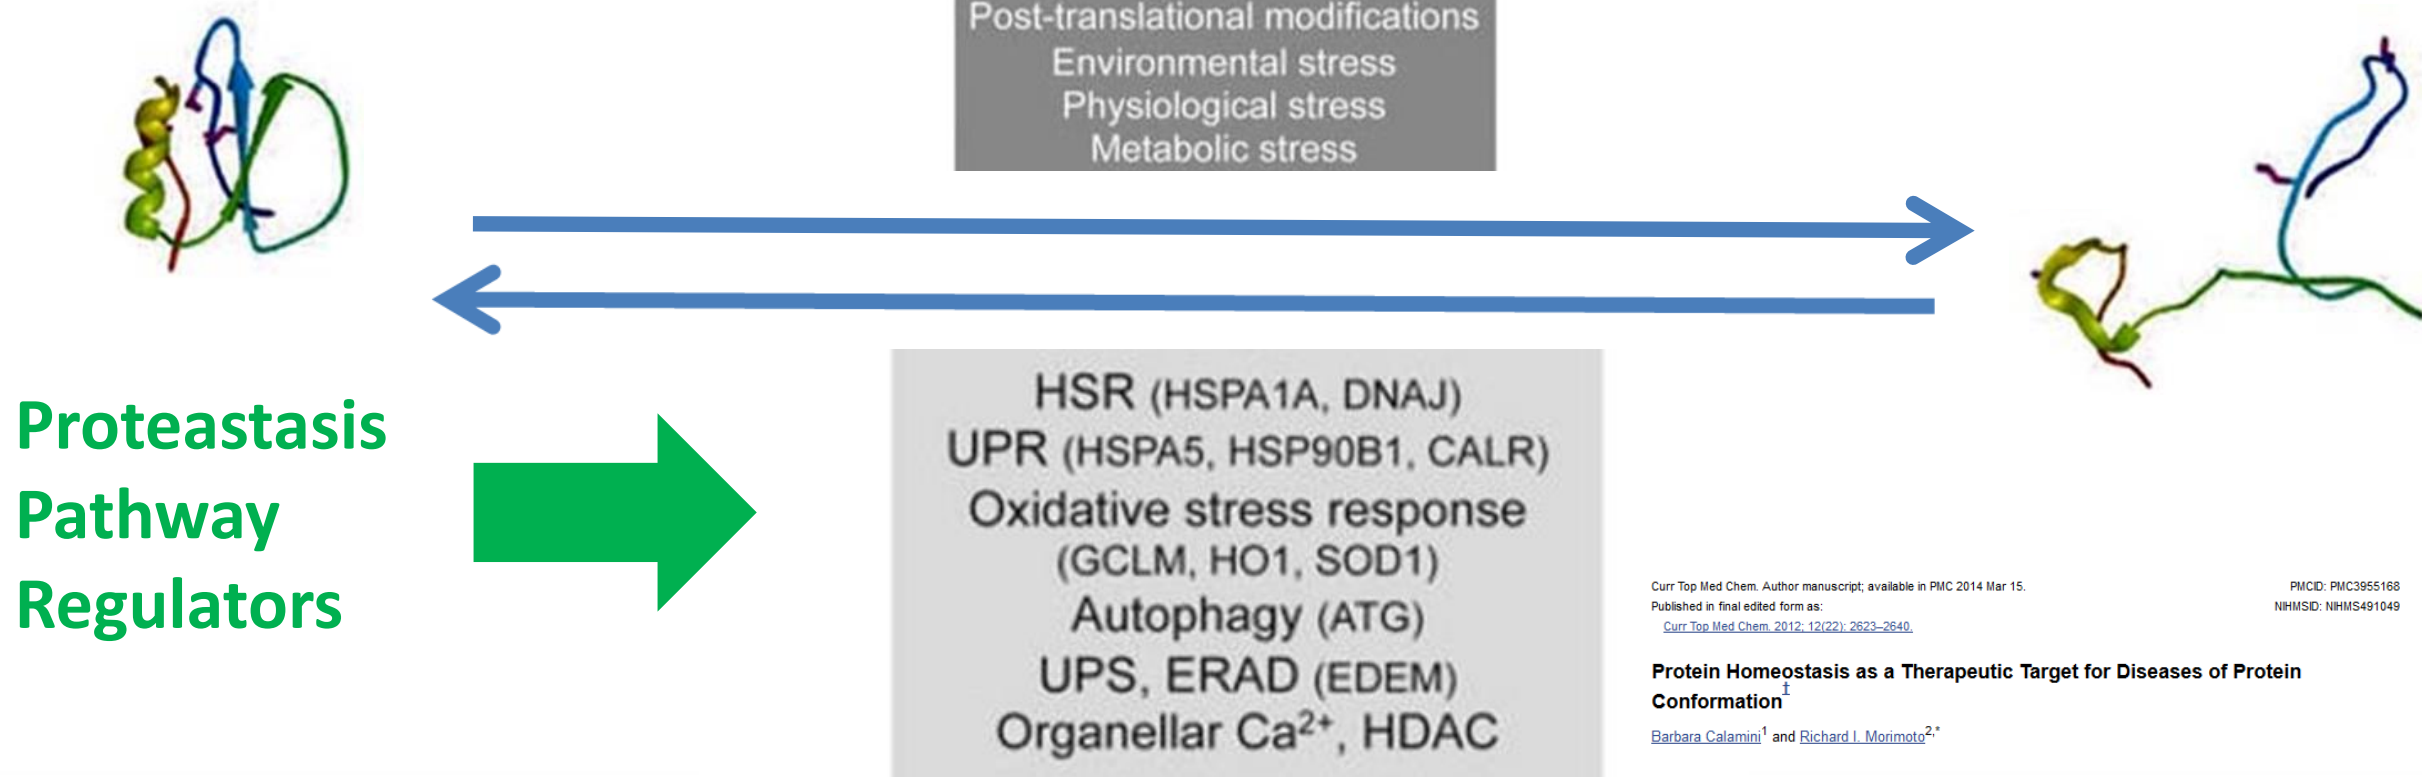 Post-translational modifications
Environmental stress
Physiological stress
Metabolic stress
Proteastasis
Pathway
Regulators
HSR (HSPA1A, DNAJ)
UPR (HSPA5, HSP90B1, CALR)
Oxidative stress response
(GCLM, HO1, SOD1)
Autophagy (ATG)
UPS, ERAD (EDEM)
Organellar Ca²⁺, HDAC
Curr Top Med Chem. Author manuscript; available in PMC 2014 Mar 15.
PMCID: PMC3955168
Published in final edited form as:
NIHMSID: NIHMS491049
Curr Top Med Chem. 2012; 12(22): 2623–2640.
Protein Homeostasis as a Therapeutic Target for Diseases of Protein
Conformation‡
Barbara Calamini¹ and Richard I. Morimoto²,*